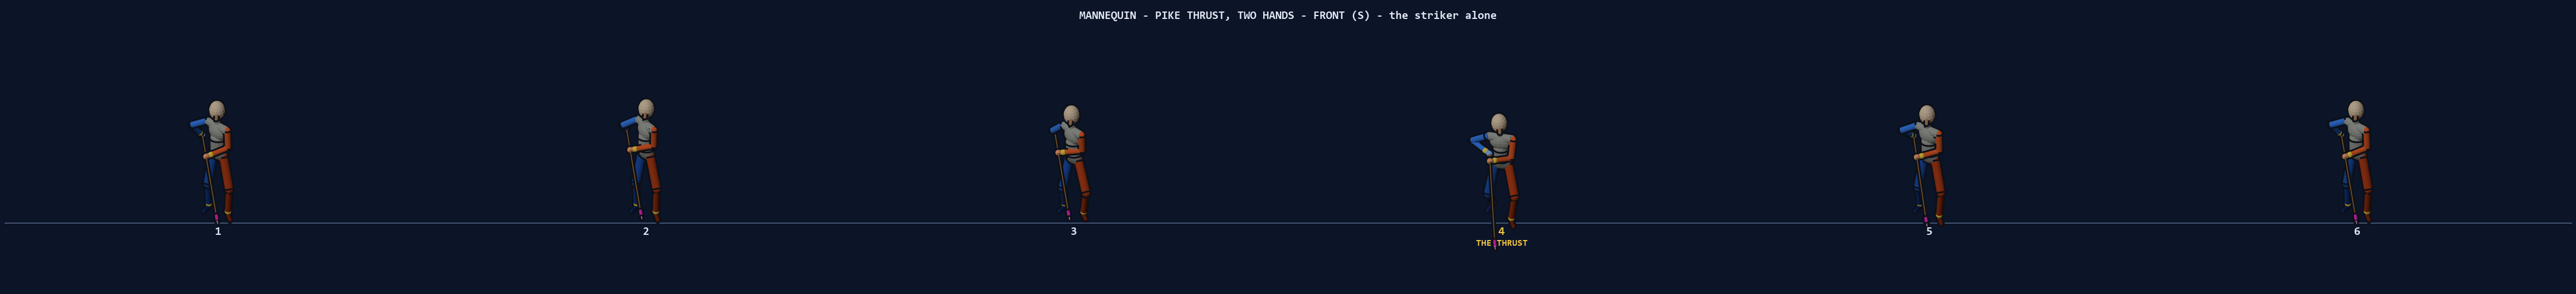 MANNEQUIN - PIKE THRUST, TWO HANDS - FRONT (S) - the striker alone
1 2 3 4 5 6
THE THRUST